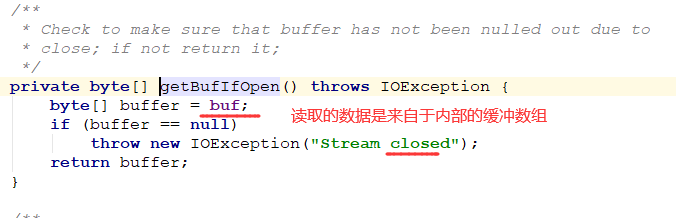 /**
* Check to make sure that buffer has not been nulled out due to
* close; if not return it;
*/
private byte[] getBufIfOpen() throws IOException {
byte[] buffer = buf;
if (buffer == null)
读取的数据是来自于内部的缓冲数组
throw new IOException("Stream closed");
return buffer;
}
/**